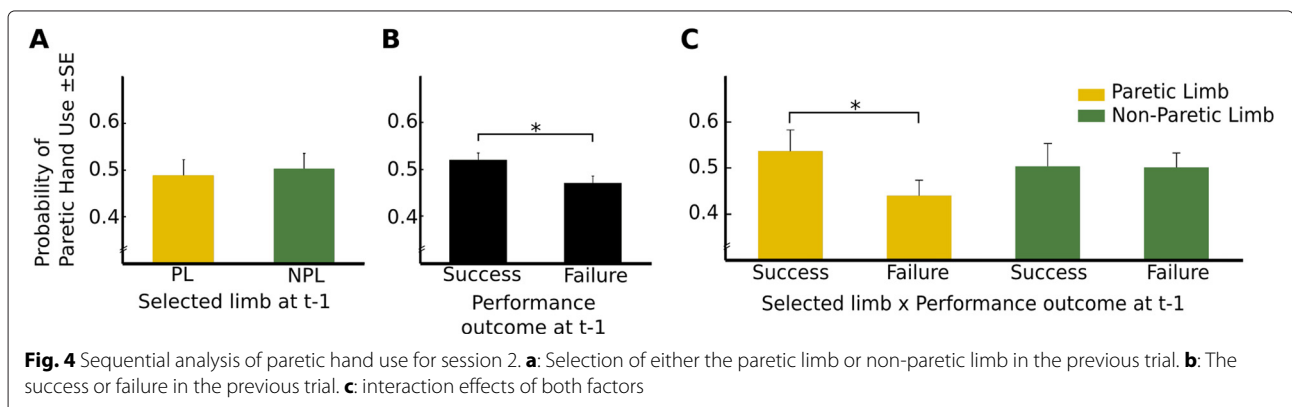 A
B
C
Probability of
Paretic Hand Use ±SE
0.6
0.5
0.4
PL NPL
Selected limb at t-1
0.6
0.5
0.4
*
Success Failure
Performance
outcome at t-1
0.6
0.5
0.4
*
Paretic Limb
Non-Paretic Limb
Success Failure Success Failure
Selected limb x Performance outcome at t-1
Fig. 4 Sequential analysis of paretic hand use for session 2. a: Selection of either the paretic limb or non-paretic limb in the previous trial. b: The
success or failure in the previous trial. c: interaction effects of both factors